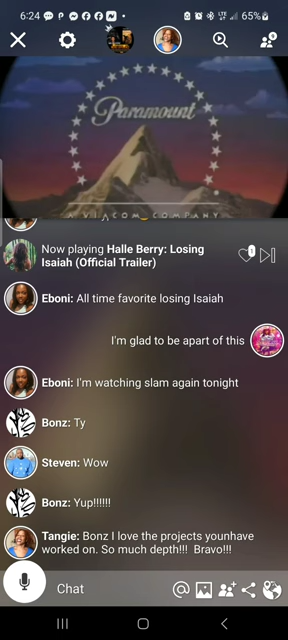 6:24
LTE
65%
Paramount
A VIACOM COMPANY
Now playing Halle Berry: Losing
Isaiah (Official Trailer)
Eboni: All time favorite losing Isaiah
I'm glad to be apart of this
Eboni: I'm watching slam again tonight
Bonz: Ty
Steven: Wow
Bonz: Yup!!!!!!
Tangie: Bonz I love the projects younhave
worked on. So much depth!!! Bravo!!!
Chat